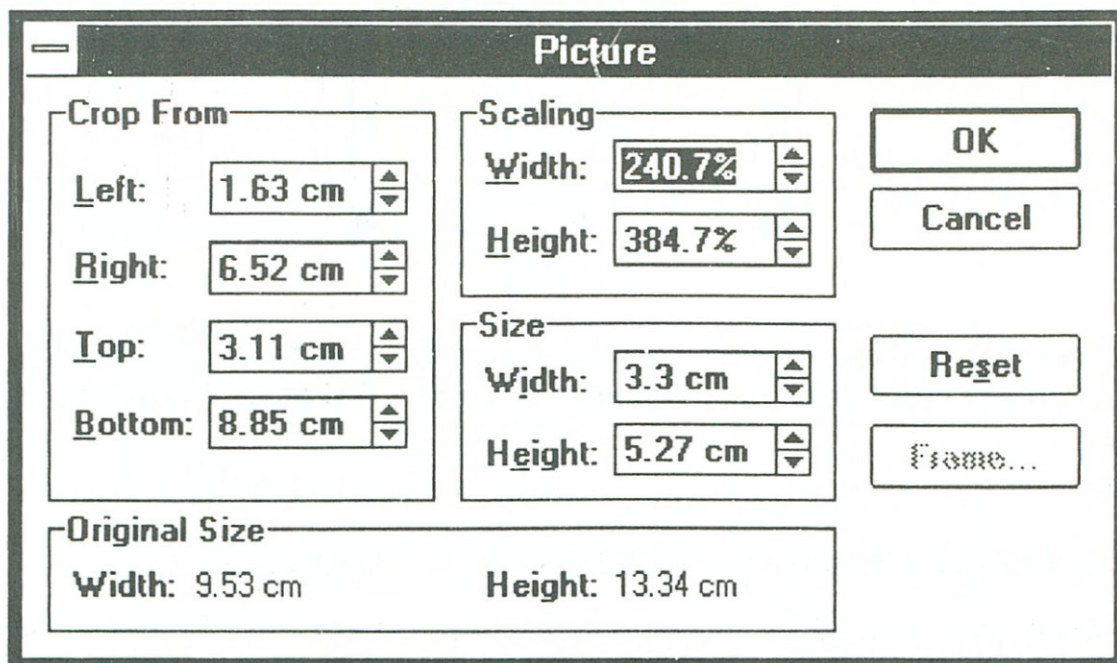 Picture
Crop From
Left: 1.63 cm
Right: 6.52 cm
Top: 3.11 cm
Bottom: 8.85 cm
Scaling
Width: 240.7%
Height: 384.7%
Size
Width: 3.3 cm
Height: 5.27 cm
OK
Cancel
Reset
Frame...
Original Size
Width: 9.53 cm Height: 13.34 cm